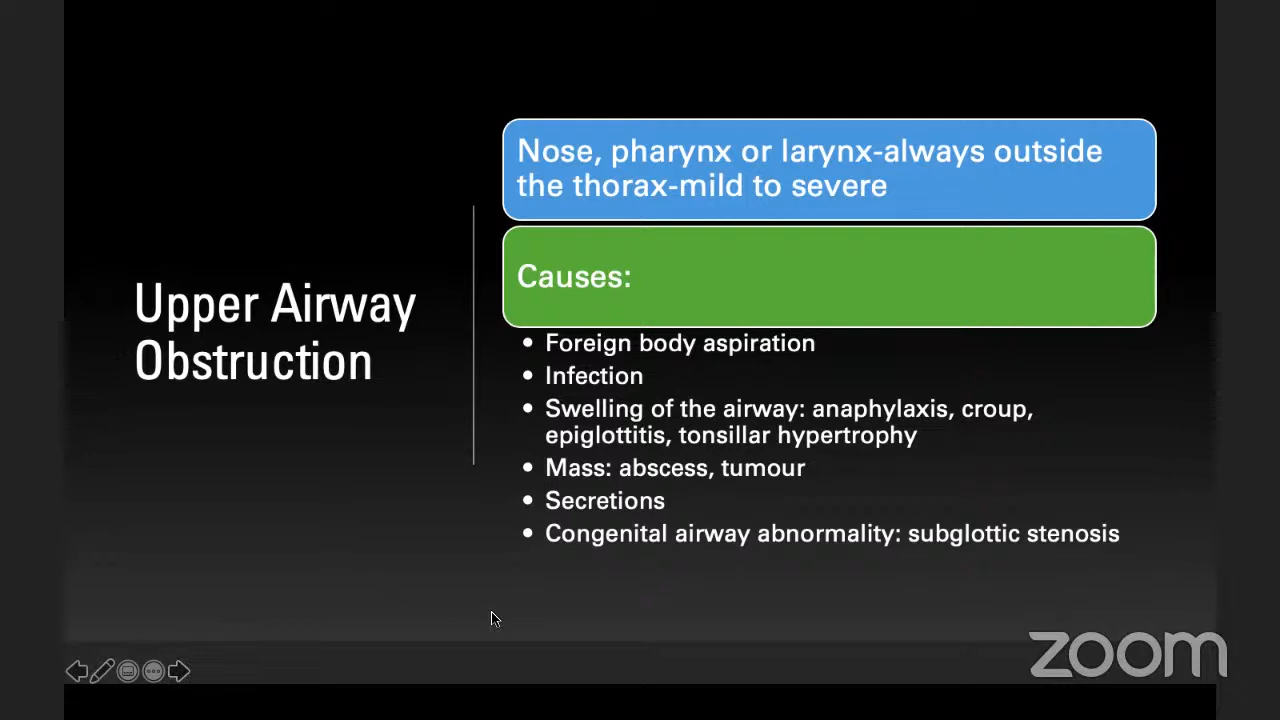 Upper Airway
Obstruction
Nose, pharynx or larynx-always outside
the thorax-mild to severe
Causes:
• Foreign body aspiration
• Infection
• Swelling of the airway: anaphylaxis, croup,
epiglottitis, tonsillar hypertrophy
• Mass: abscess, tumour
• Secretions
• Congenital airway abnormality: subglottic stenosis
zoom